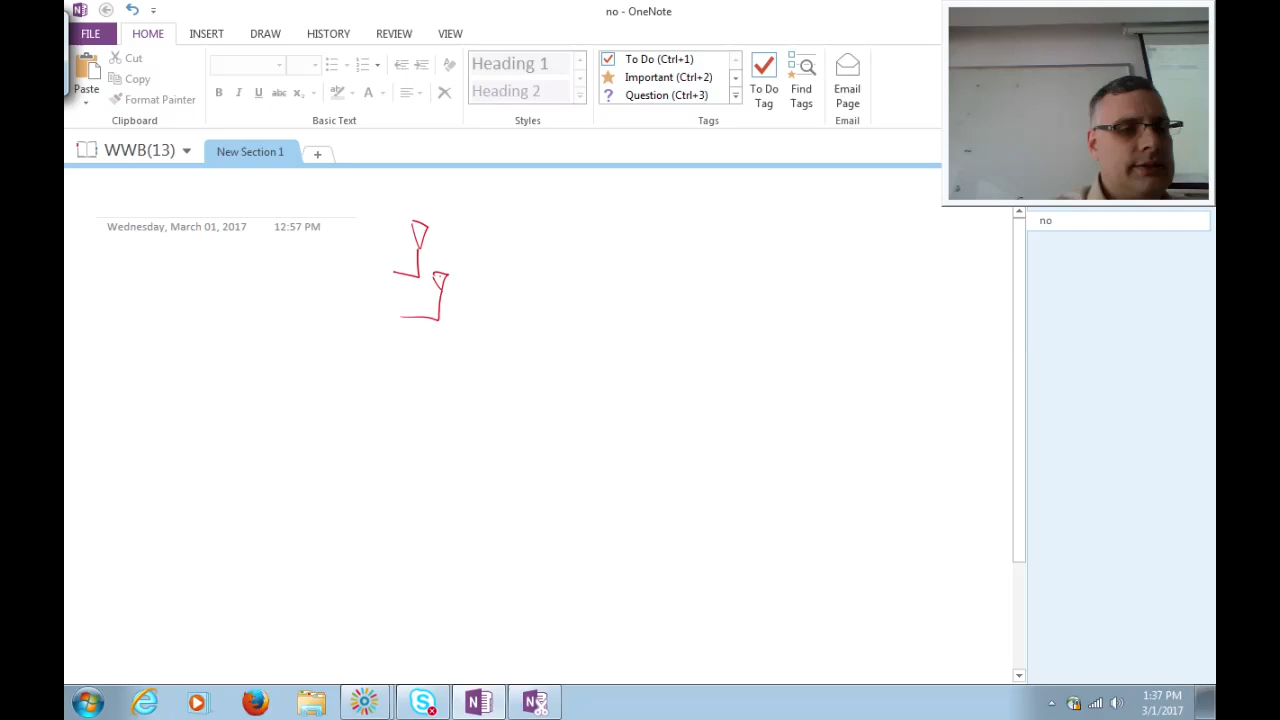 no - OneNote
FILE HOME INSERT DRAW HISTORY REVIEW VIEW
Paste
Cut
Copy
Format Painter
Clipboard
B I U abc x A
Basic Text
Heading 1
Heading 2
Styles
To Do (Ctrl+1)
Important (Ctrl+2)
Question (Ctrl+3)
Tags
To Do Tag
Find Tags
Email Page
Email
WWB(13)
New Section 1
no
Wednesday, March 01, 2017 12:57 PM
1:37 PM
3/1/2017